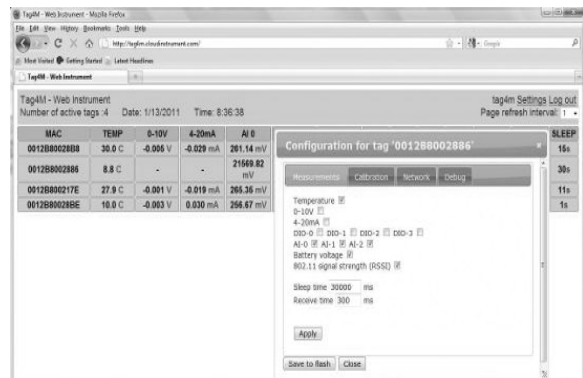 Tag4M - Web Instrument - Mozilla Firefox
File Edit View History Bookmarks Tools Help
http://tag4m.cloudinstrument.com/
Google
Most Visited Getting Started Latest Headlines
Tag4M - Web Instrument
Tag4M - Web Instrument
tag4m Settings Log out
Number of active tags :4 Date: 1/13/2011 Time: 8:36:38
Page refresh interval: 1
MAC TEMP 0-10V 4-20mA AI 0 SLEEP
0012B80028B8 30.0 C -0.005 V -0.029 mA 261.14 mV 16s
0012B8002886 8.8 C - - 21569.82 mV 30s
0012B800217E 27.9 C -0.001 V -0.019 mA 265.36 mV 11s
0012B80028BE 10.0 C -0.003 V 0.030 mA 256.67 mV 1s
Configuration for tag '0012B8002886'
Measurements Calibration Network Debug
Temperature
0-10V
4-20mA
DIO-0 DIO-1 DIO-2 DIO-3
AI-0 AI-1 AI-2
Battery voltage
802.11 signal strength (RSSI)
Sleep time 30000 ms
Receive time 300 ms
Apply
Save to flash Close